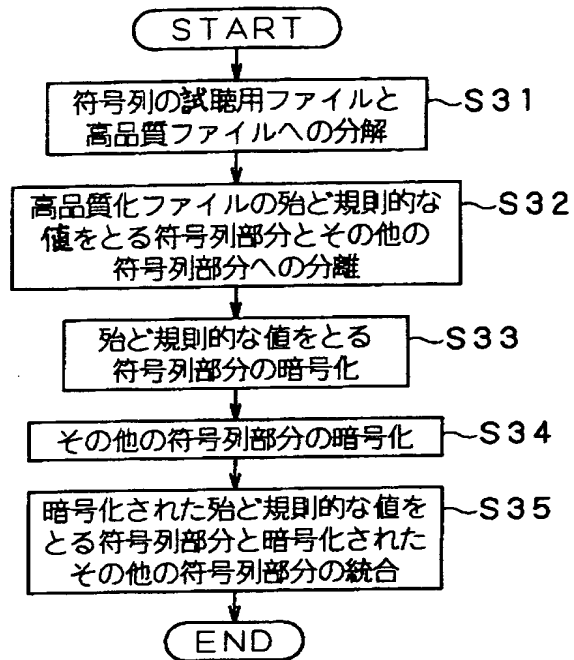 START
符号列の試聴用ファイルと
高品質ファイルへの分解
S31
高品質化ファイルの殆ど規則的な
値をとる符号列部分とその他の
符号列部分への分離
S32
殆ど規則的な値をとる
符号列部分の暗号化
S33
その他の符号列部分の暗号化
S34
暗号化された殆ど規則的な値を
とる符号列部分と暗号化された
その他の符号列部分の統合
S35
END